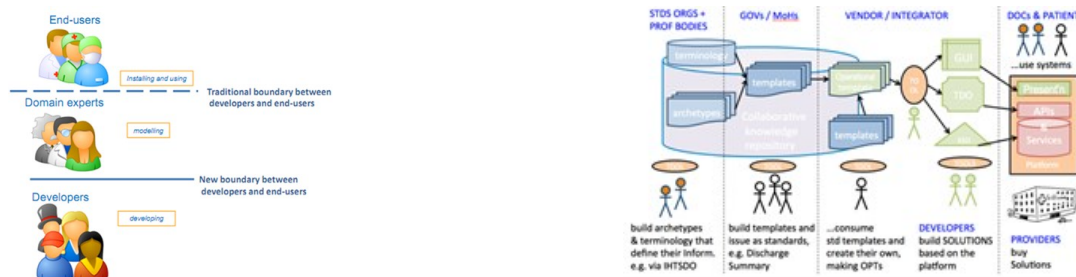 End-users
Installing and using
Traditional boundary between
developers and end-users
Domain experts
modelling
New boundary between
developers and end-users
Developers
developing
STDS ORGS +
PROF BODIES
GOVs / MoHs
VENDOR / INTEGRATOR
DOCs & PATIENT
...use systems
terminology
templates
archetypes
Collaborative
knowledge
repository
templates
GUI
TDO
Present'n
APIs
Services
Platform
build archetypes
& terminology that
define their Inform.
e.g. via IHTSDO
build templates and
issue as standards,
e.g. Discharge
Summary
...consume
std templates and
create their own,
making OPTs
DEVELOPERS
build SOLUTIONS
based on the
platform
PROVIDERS
buy
Solutions